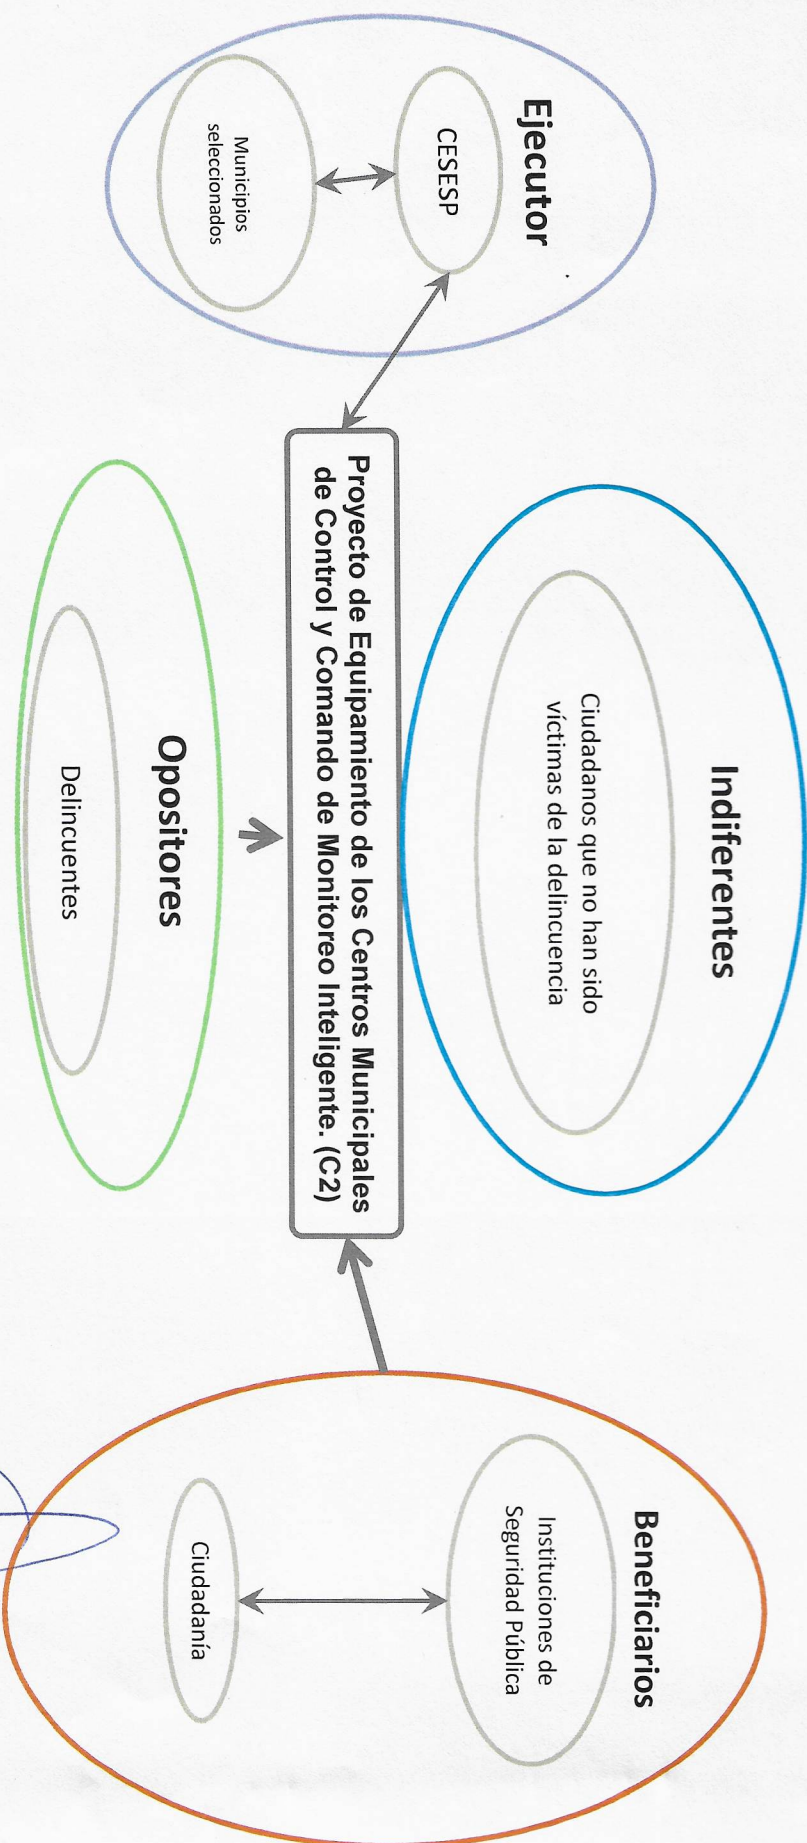 Ejecutor
CESESP
Municipios
seleccionados
Indiferentes
Ciudadanos que no han sido
víctimas de la delincuencia
Proyecto de Equipamiento de los Centros Municipales
de Control y Comando de Monitoreo Inteligente. (C2)
Opositores
Delincuentes
Beneficiarios
Instituciones de
Seguridad Pública
Ciudadanía